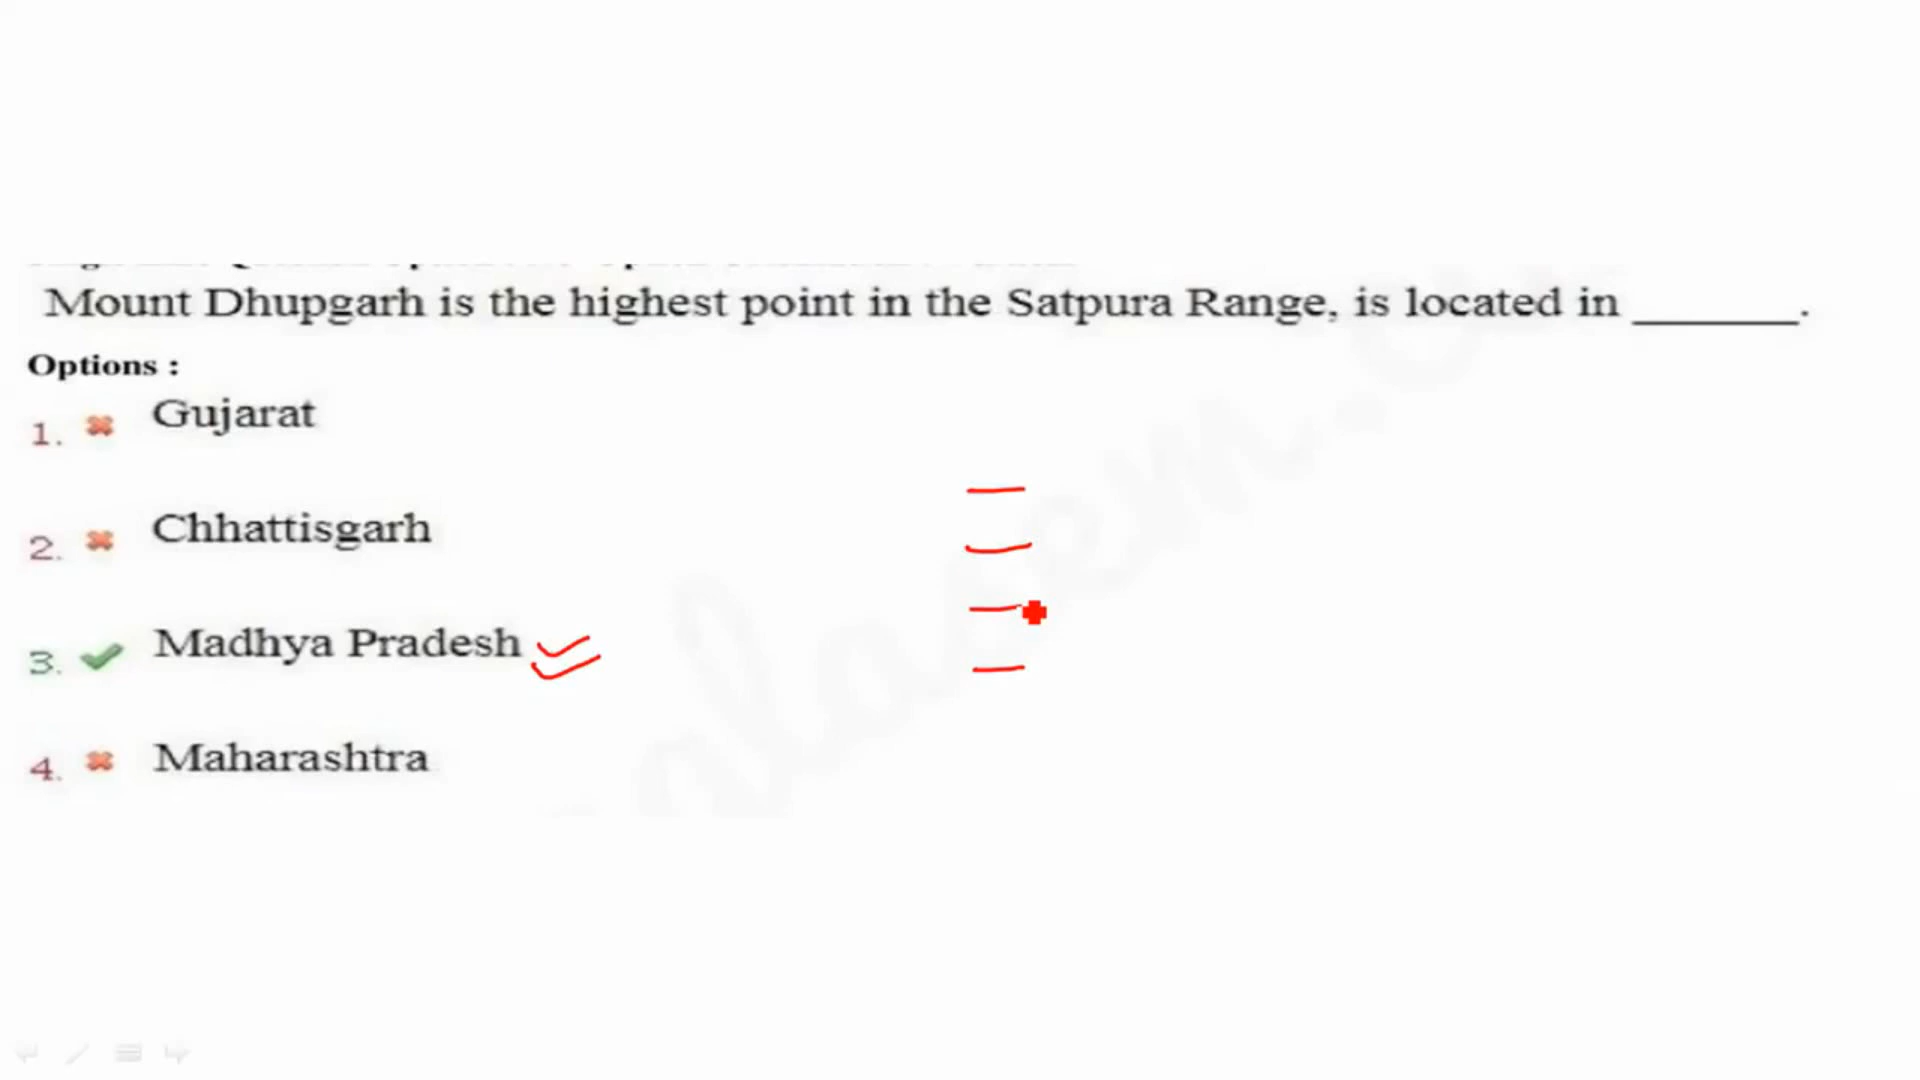 Mount Dhupgarh is the highest point in the Satpura Range, is located in _______.
Options :
1. Gujarat
2. Chhattisgarh
3. Madhya Pradesh
4. Maharashtra